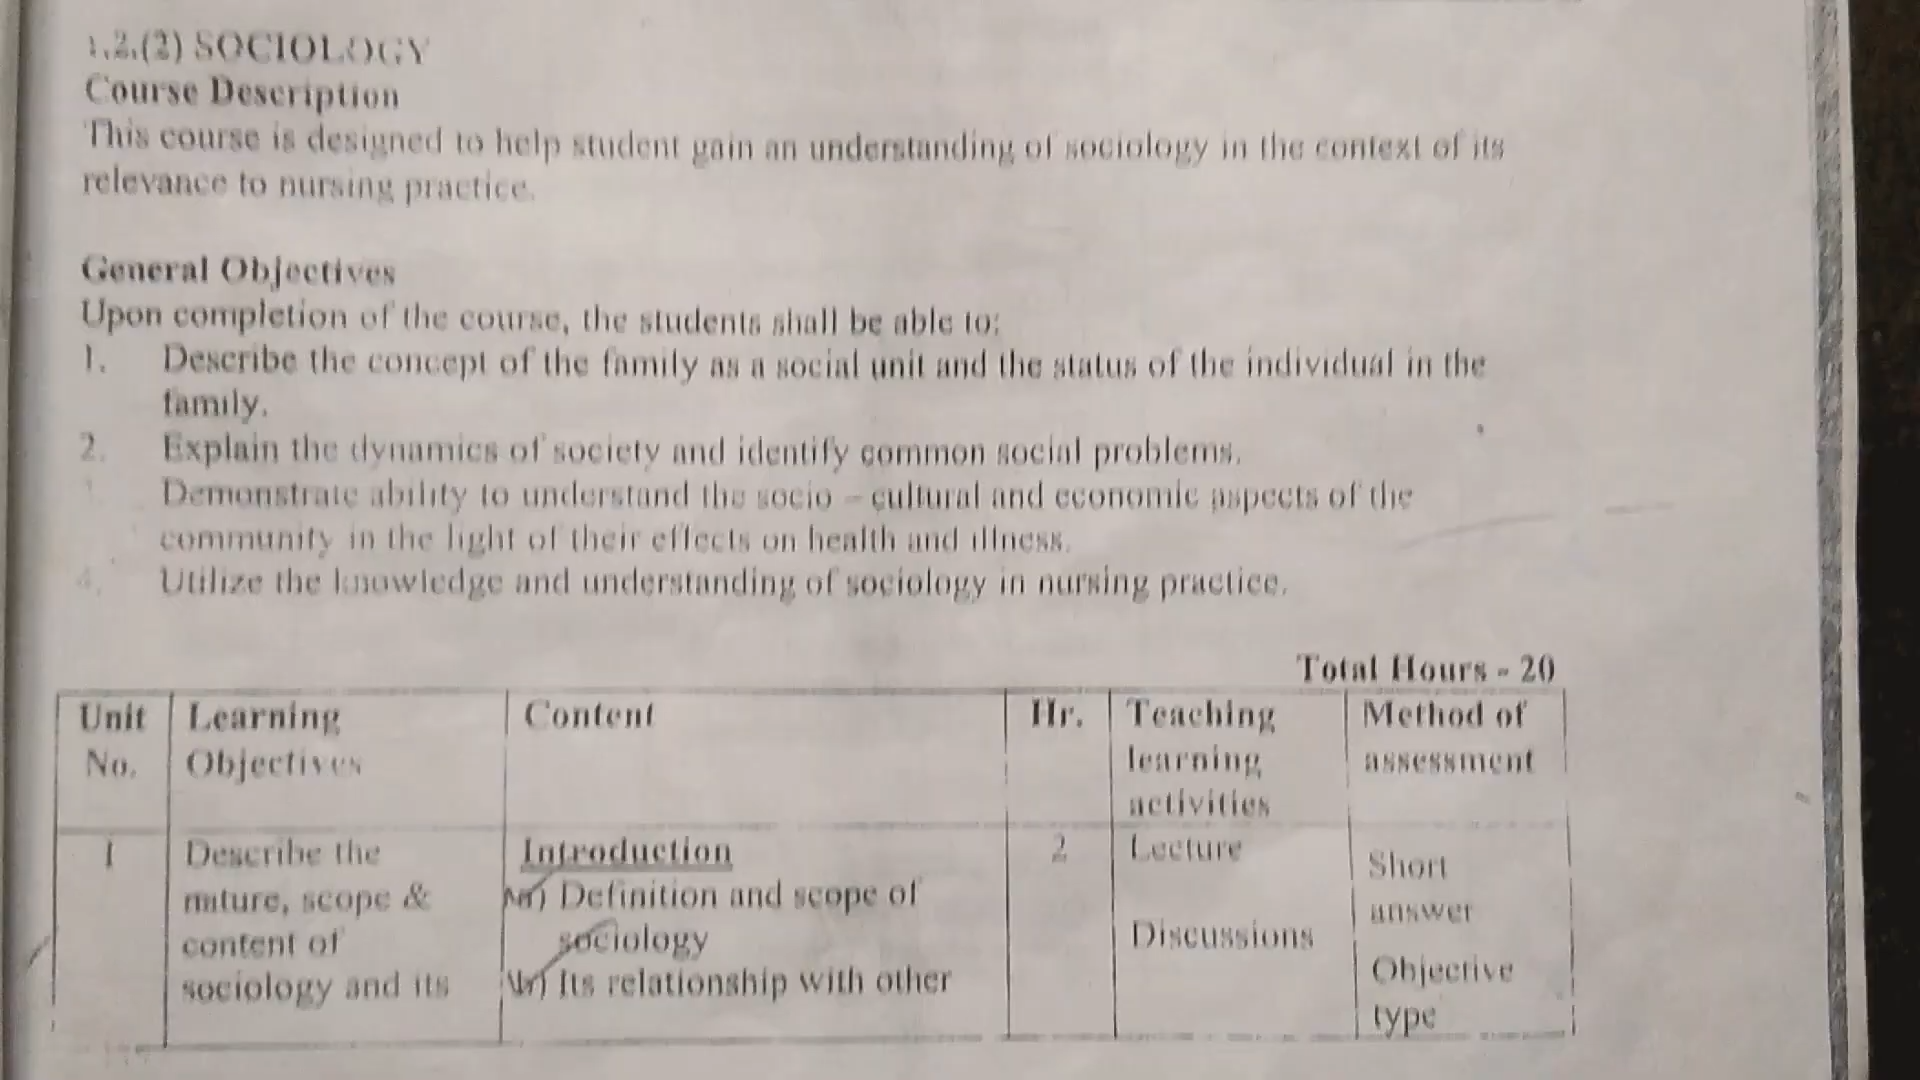 1.2.(2) SOCIOLOGY
Course Description
This course is designed to help student gain an understanding of sociology in the context of its
relevance to nursing practice.
General Objectives
Upon completion of the course, the students shall be able to:
1. Describe the concept of the family as a social unit and the status of the individual in the
family.
2. Explain the dynamics of society and identify common social problems.
3. Demonstrate ability to understand the socio – cultural and economic aspects of the
community in the light of their effects on health and illness.
4. Utilize the knowledge and understanding of sociology in nursing practice.
Total Hours - 20
Unit No.
Learning Objectives
Content
Hr.
Teaching learning activities
Method of assessment
I
Describe the
nature, scope &
content of
sociology and its
Introduction
a) Definition and scope of
sociology
b) Its relationship with other
2
Lecture
Discussions
Short
answer
Objective
type